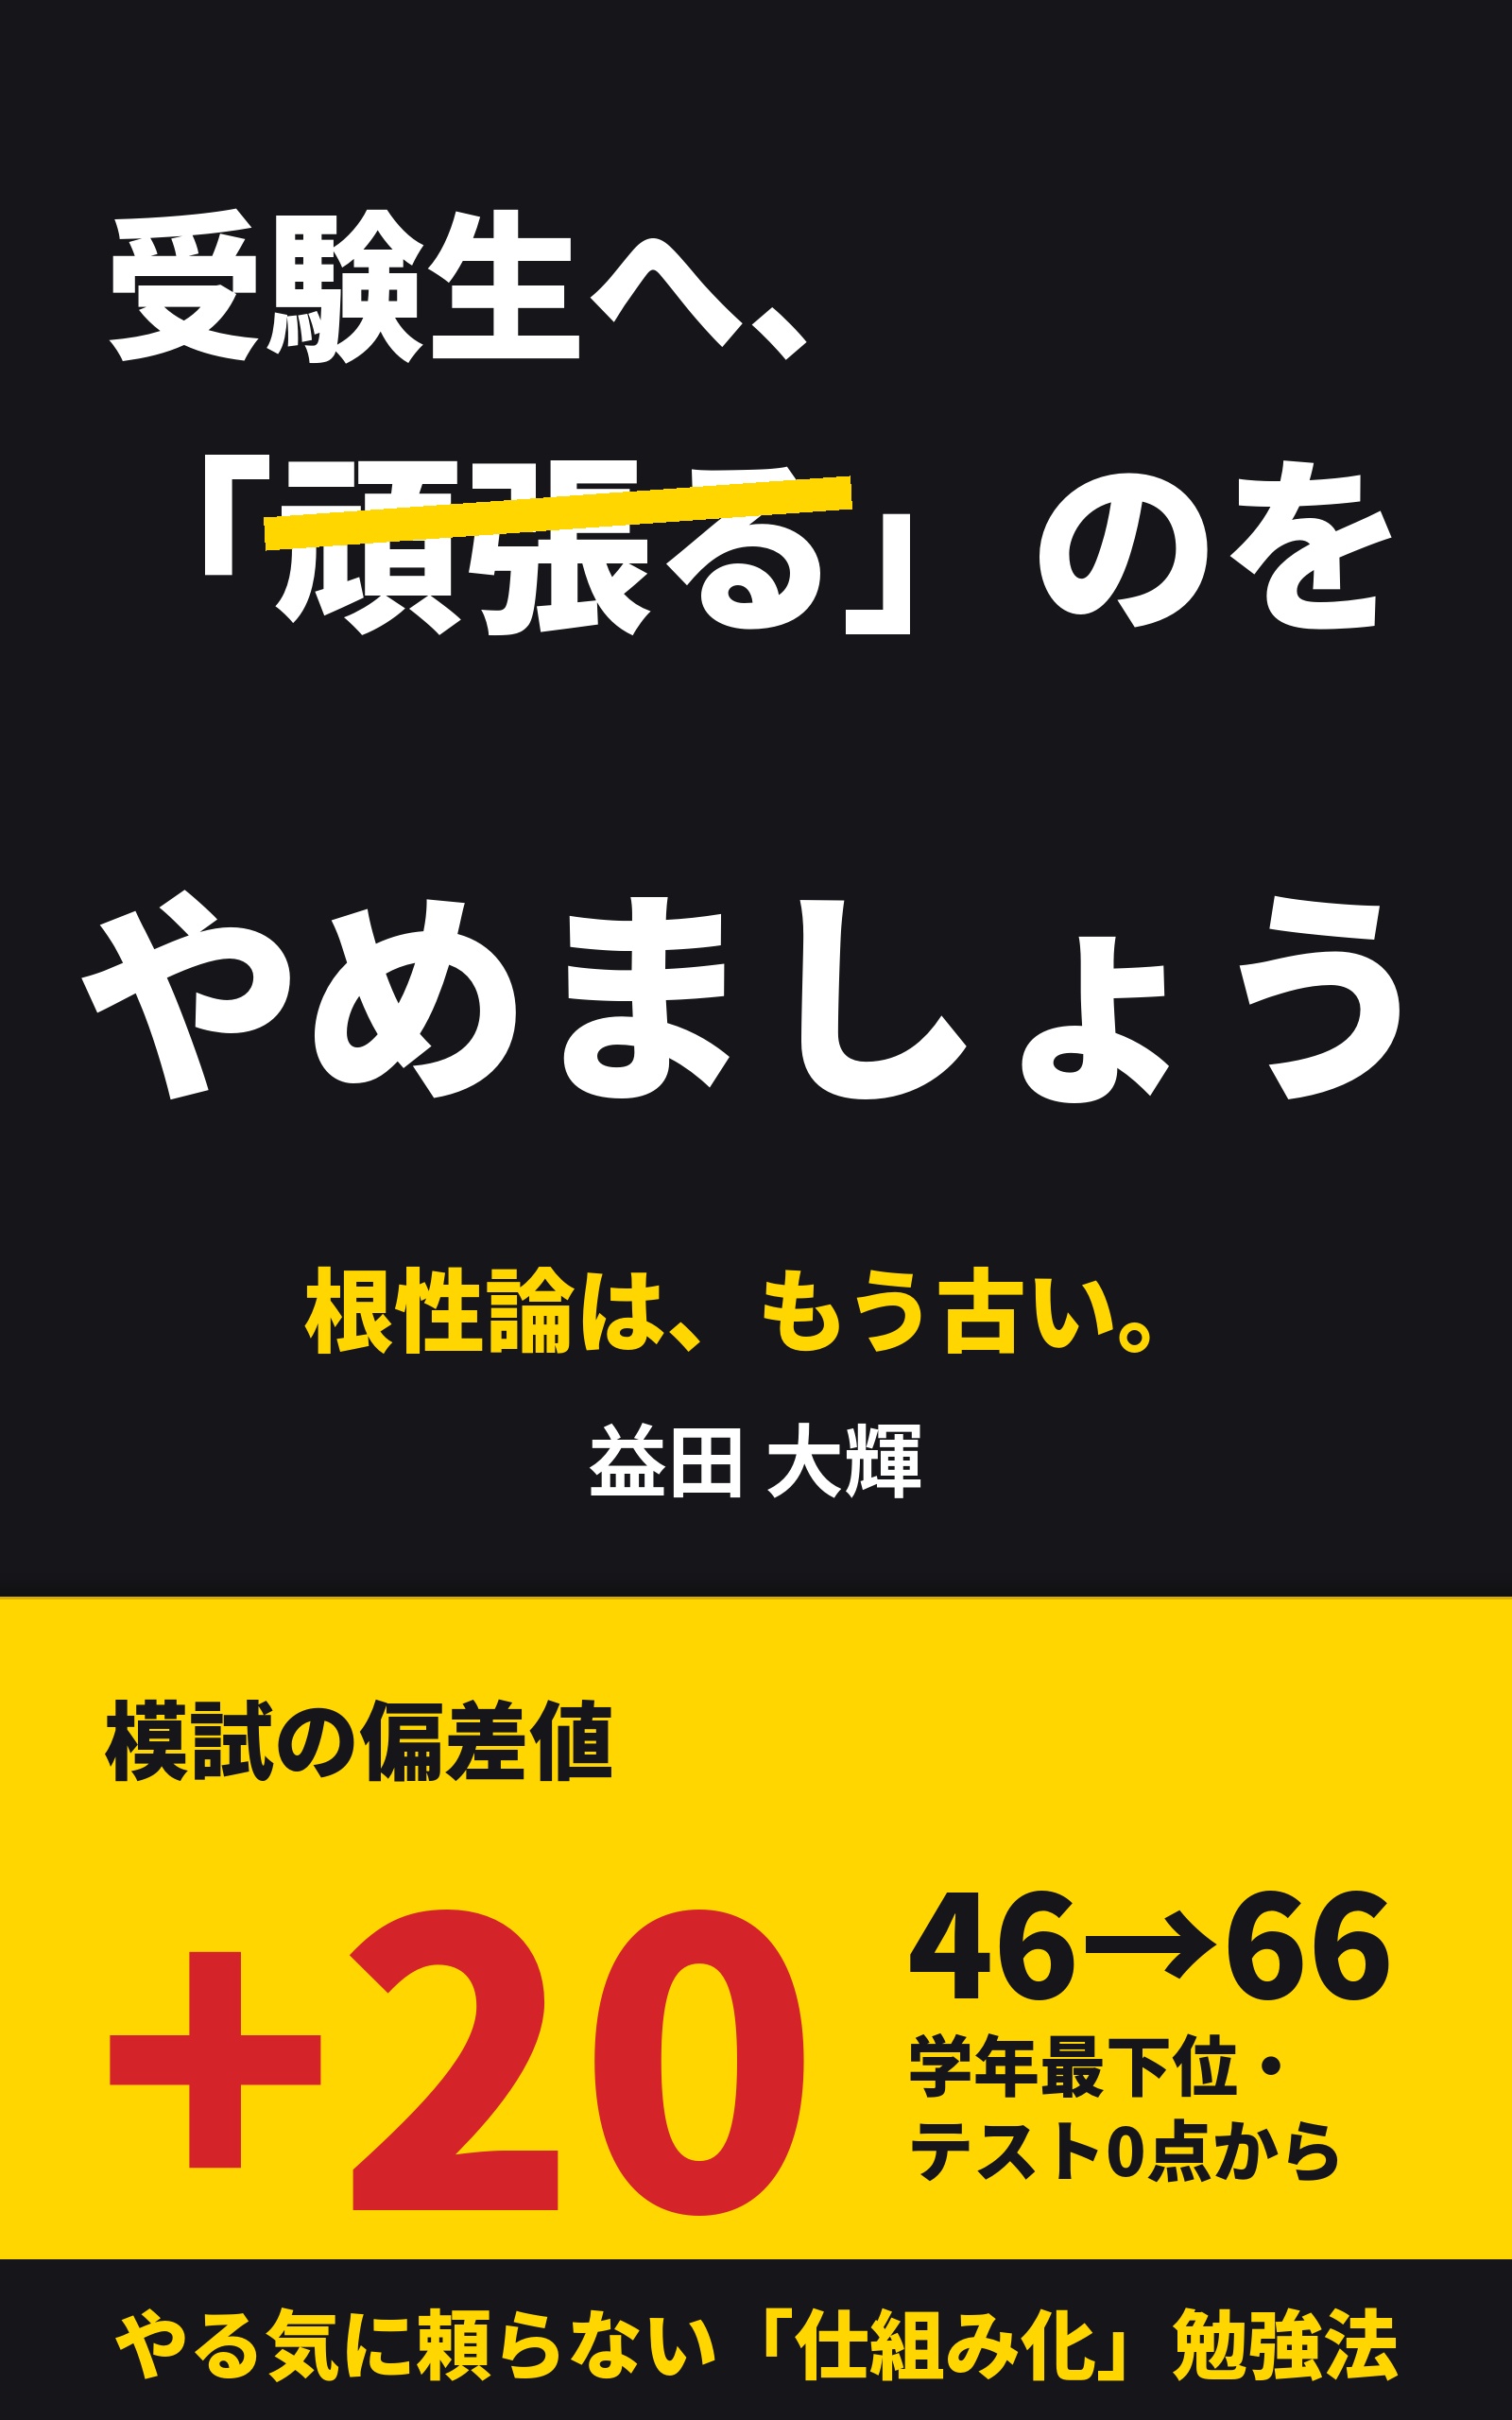 受験生へ、
「頑張る」のを
やめましょう
根性論は、もう古い。
益田 大輝
模試の偏差値
+20
46→66
学年最下位・
テスト0点から
やる気に頼らない「仕組み化」勉強法